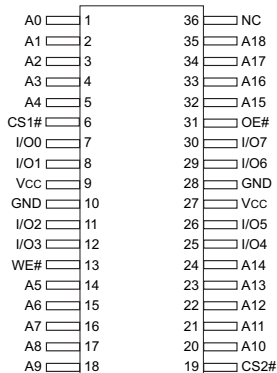 A0 1 36 NC
A1 2 35 A18
A2 3 34 A17
A3 4 33 A16
A4 5 32 A15
CS1# 6 31 OE#
I/O0 7 30 I/O7
I/O1 8 29 I/O6
VCC 9 28 GND
GND 10 27 VCC
I/O2 11 26 I/O5
I/O3 12 25 I/O4
WE# 13 24 A14
A5 14 23 A13
A6 15 22 A12
A7 16 21 A11
A8 17 20 A10
A9 18 19 CS2#